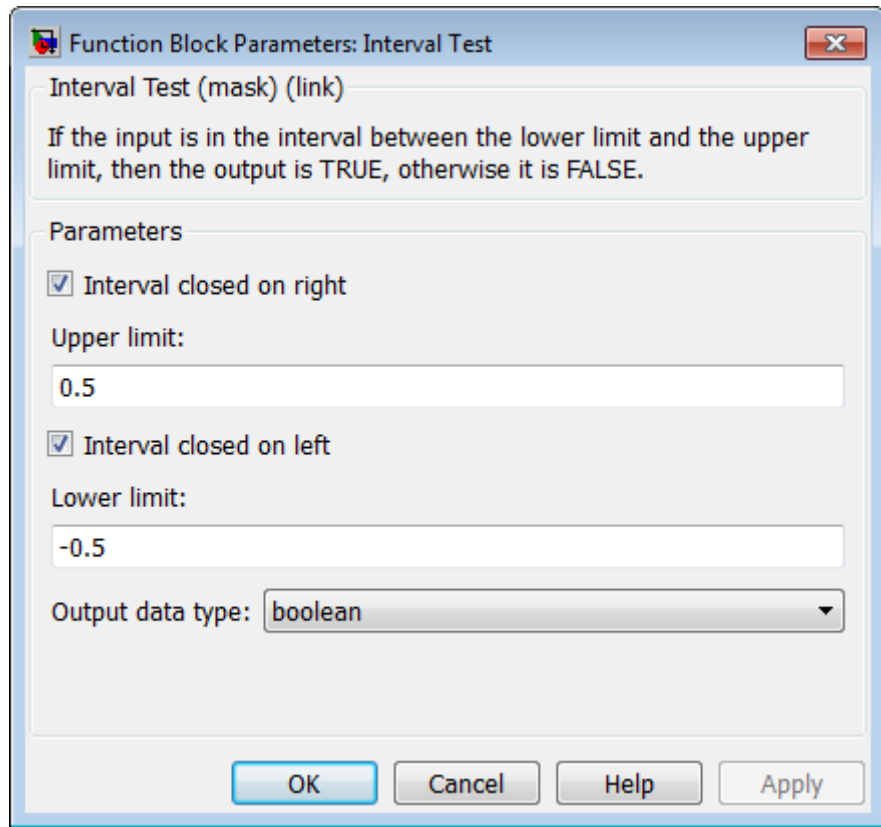 Function Block Parameters: Interval Test
Interval Test (mask) (link)
If the input is in the interval between the lower limit and the upper
limit, then the output is TRUE, otherwise it is FALSE.
Parameters
Interval closed on right
Upper limit:
0.5
Interval closed on left
Lower limit:
-0.5
Output data type: boolean
OK Cancel Help Apply